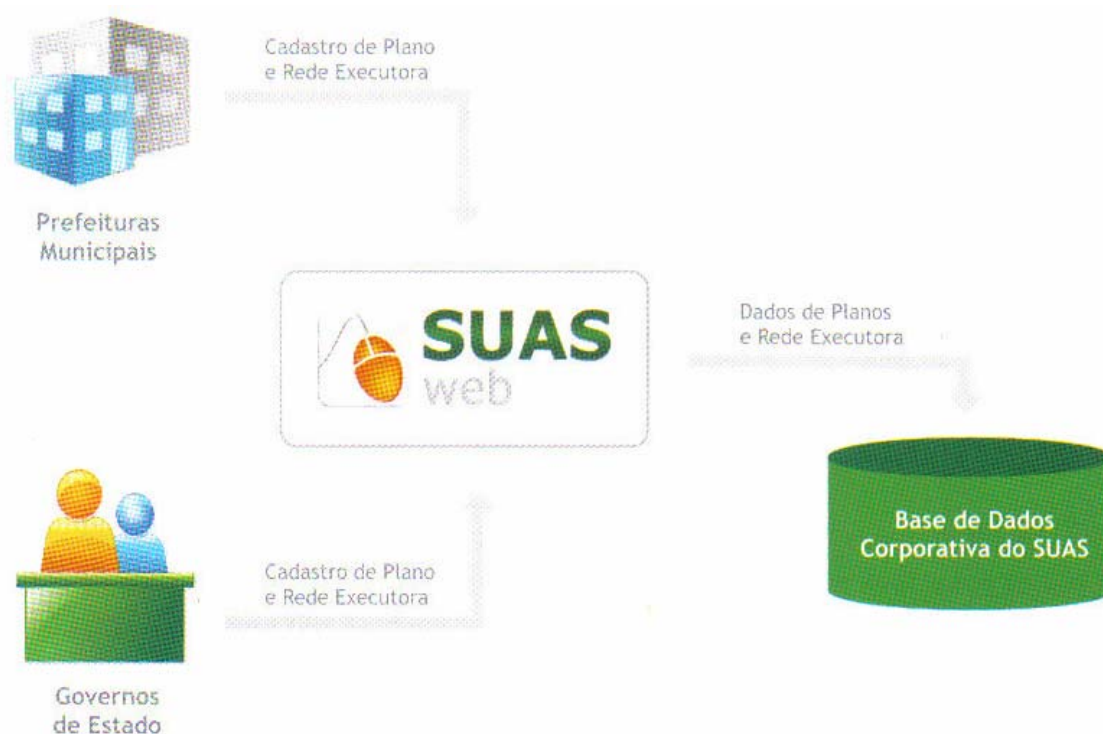 Cadastro de Plano
e Rede Executora
Prefeituras
Municipais
SUAS
web
Dados de Planos
e Rede Executora
Base de Dados
Corporativa do SUAS
Cadastro de Plano
e Rede Executora
Governos
de Estado